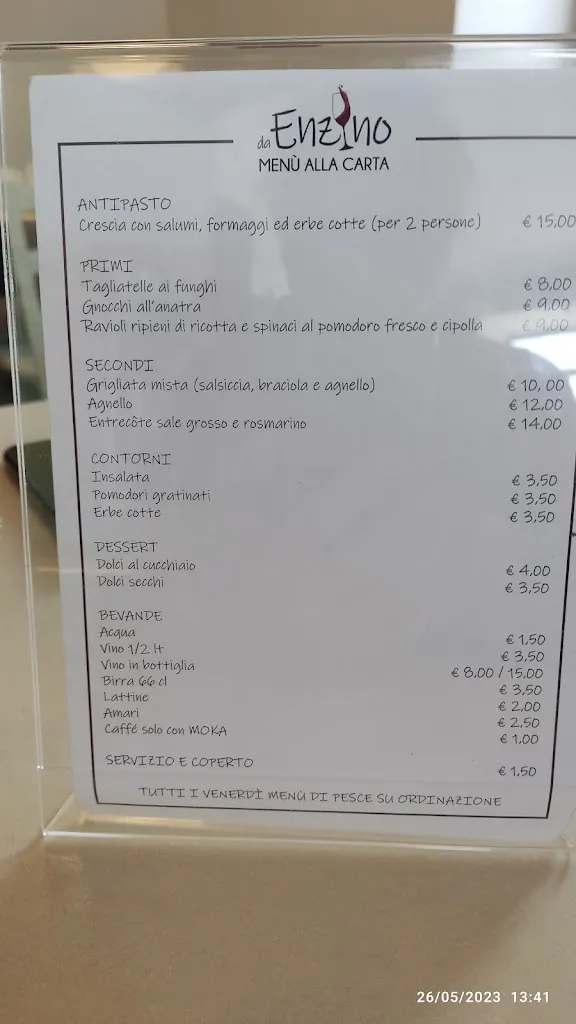 da Enzino
MENÙ ALLA CARTA
ANTIPASTO
Crescia con salumi, formaggi ed erbe cotte (per 2 persone) € 15,00
PRIMI
Tagliatelle ai funghi € 8,00
Gnocchi all'anatra € 9,00
Ravioli ripieni di ricotta e spinaci al pomodoro fresco e cipolla € 9,00
SECONDI
Grigliata mista (salsiccia, braciola e agnello) € 10,00
Agnello € 12,00
Entrecôte sale grosso e rosmarino € 14,00
CONTORNI
Insalata € 3,50
Pomodori gratinati € 3,50
Erbe cotte € 3,50
DESSERT
Dolci al cucchiaio € 4,00
Dolci secchi € 3,50
BEVANDE
Acqua € 1,50
Vino 1/2 lt € 3,50
Vino in bottiglia € 8,00 / 15,00
Birra 66 cl € 3,50
Lattine € 2,00
Amari € 2,50
Caffé solo con MOKA € 1,00
SERVIZIO E COPERTO € 1,50
TUTTI I VENERDÌ MENÙ DI PESCE SU ORDINAZIONE
26/05/2023 13:41